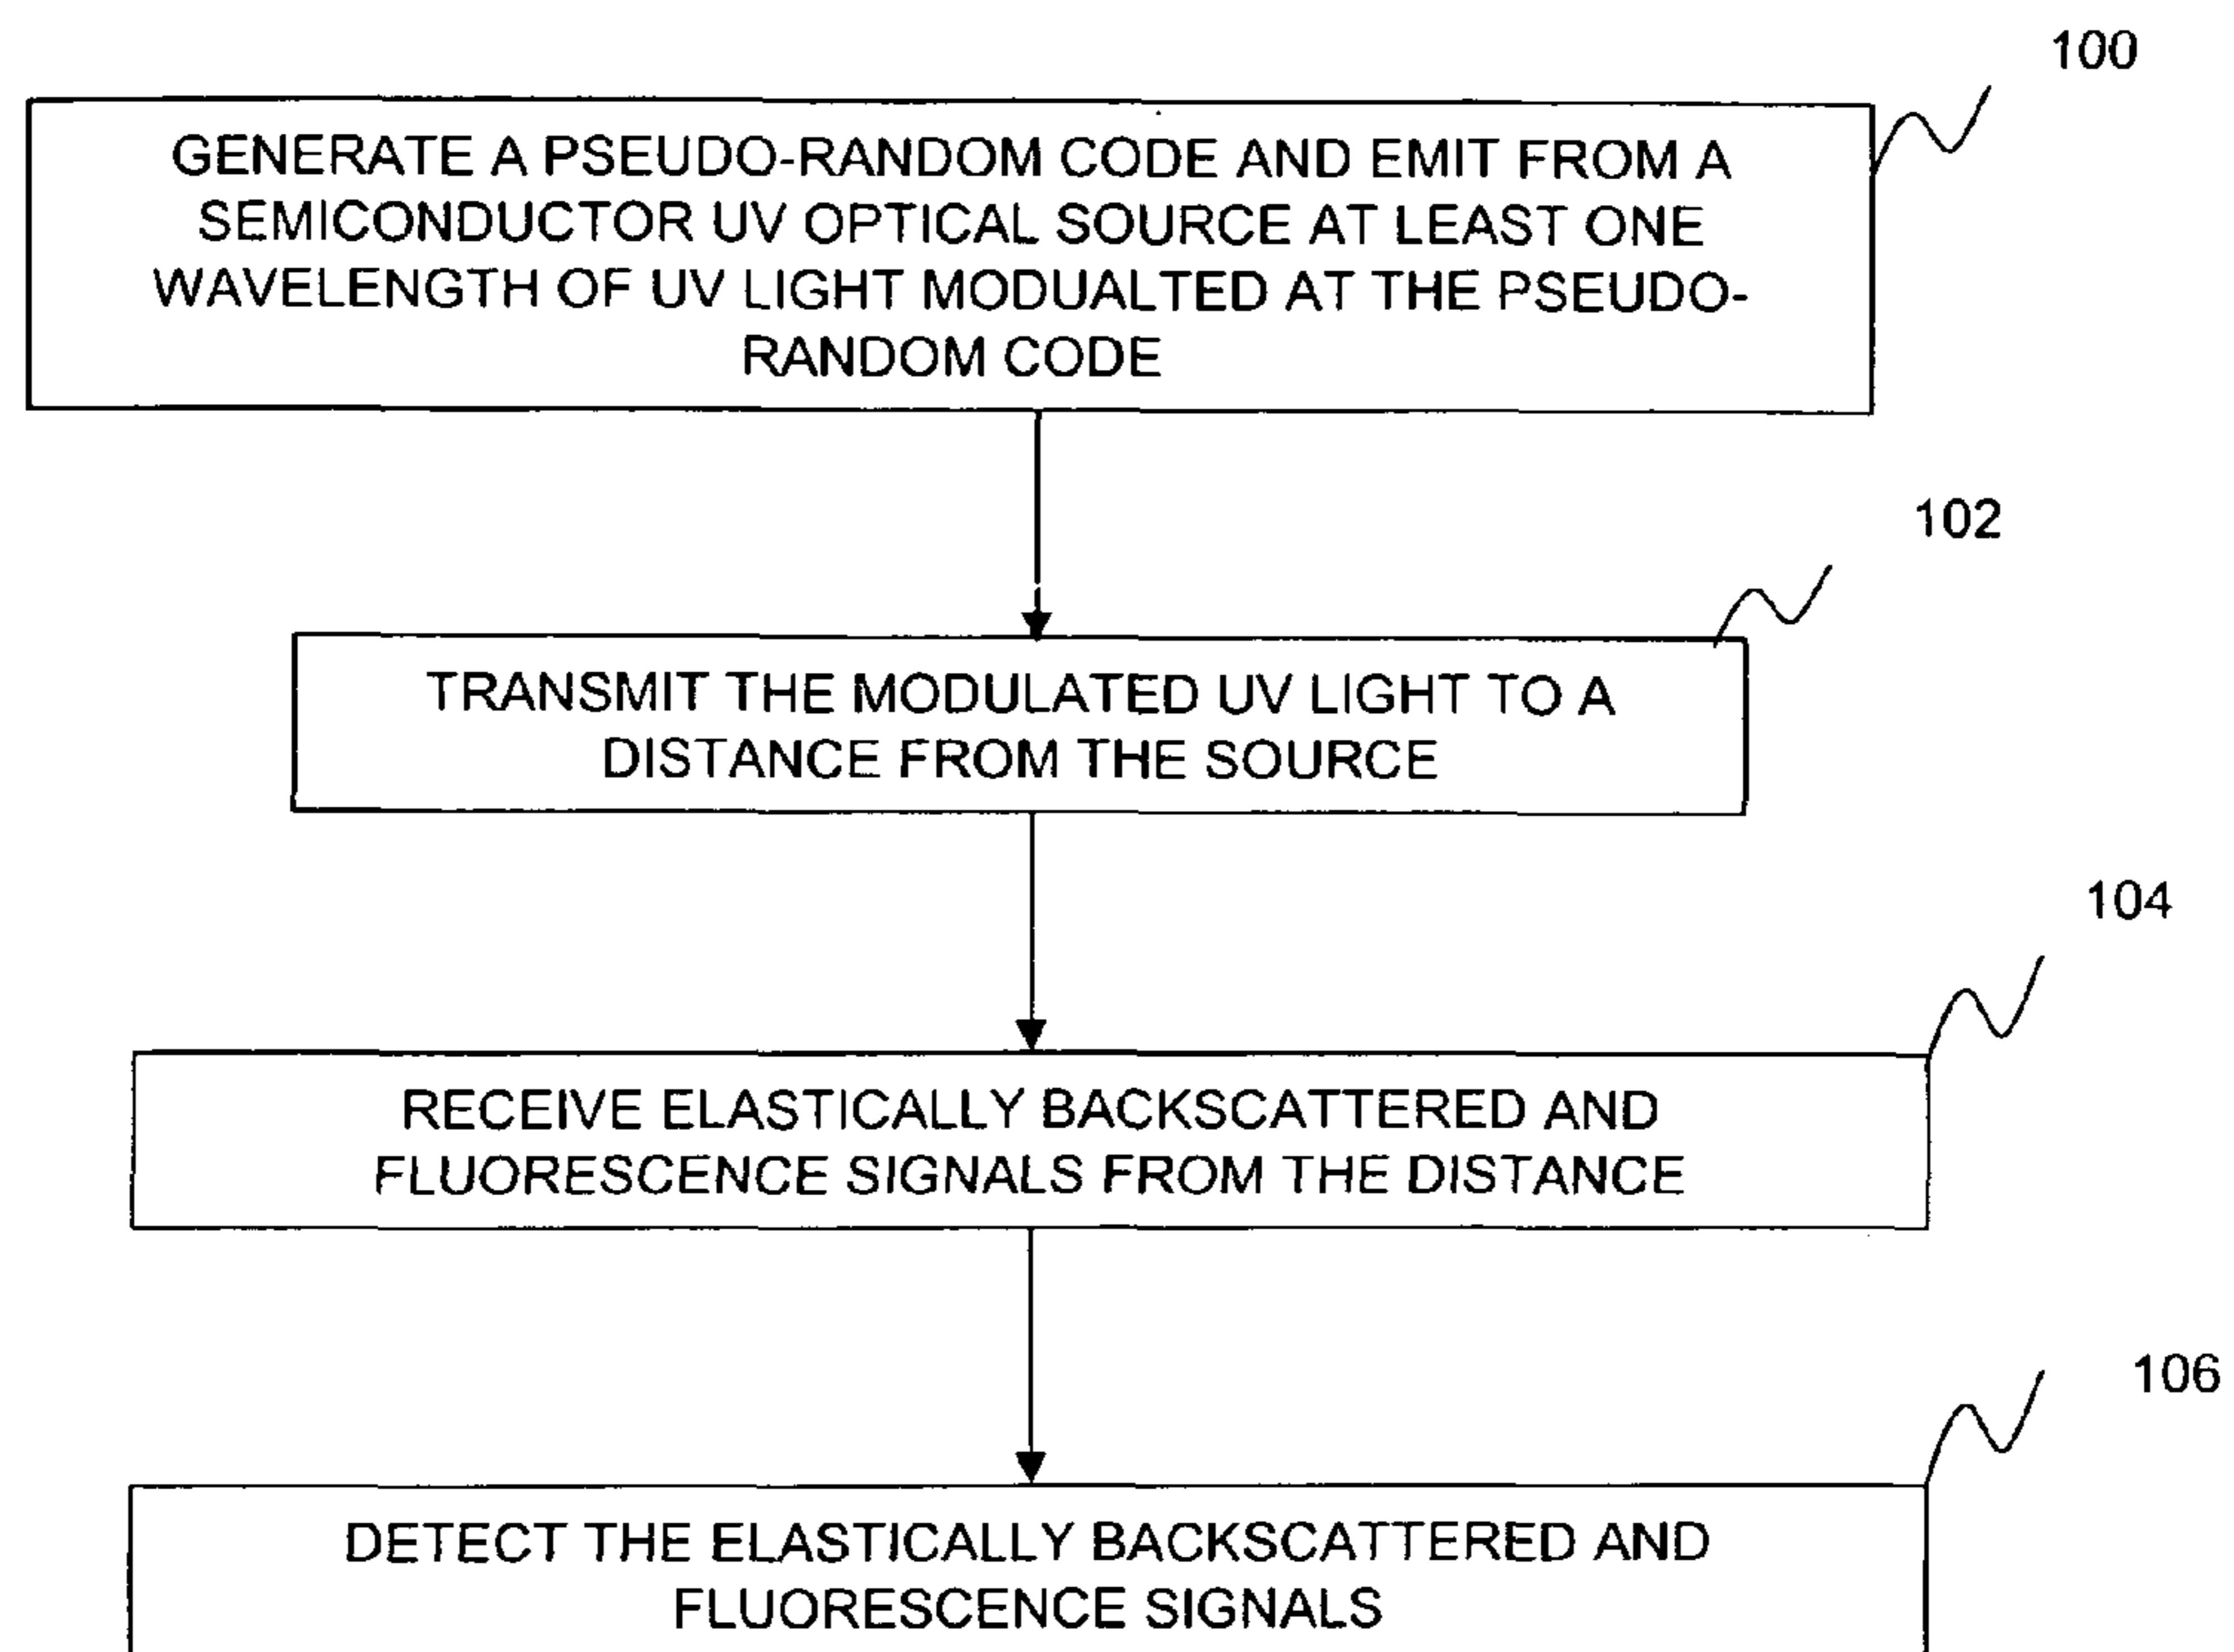 100
GENERATE A PSEUDO-RANDOM CODE AND EMIT FROM A
SEMICONDUCTOR UV OPTICAL SOURCE AT LEAST ONE
WAVELENGTH OF UV LIGHT MODUALTED AT THE PSEUDO-
RANDOM CODE
102
TRANSMIT THE MODULATED UV LIGHT TO A
DISTANCE FROM THE SOURCE
104
RECEIVE ELASTICALLY BACKSCATTERED AND
FLUORESCENCE SIGNALS FROM THE DISTANCE
106
DETECT THE ELASTICALLY BACKSCATTERED AND
FLUORESCENCE SIGNALS